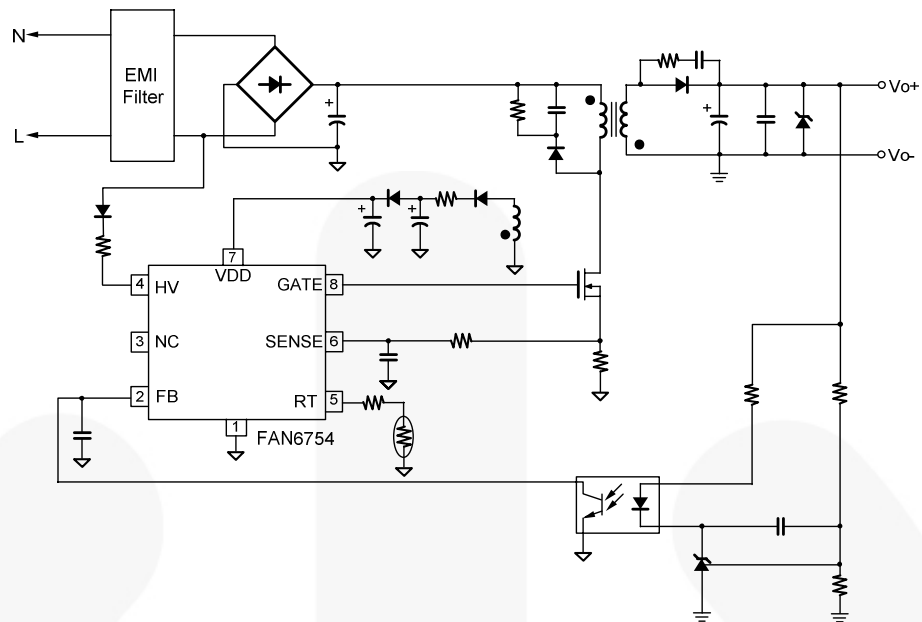 N
EMI
Filter
L
+
+
Vo+
Vo-
+
+
7
VDD
4
HV
GATE
8
3
NC
SENSE
6
2
FB
RT
5
1
FAN6754